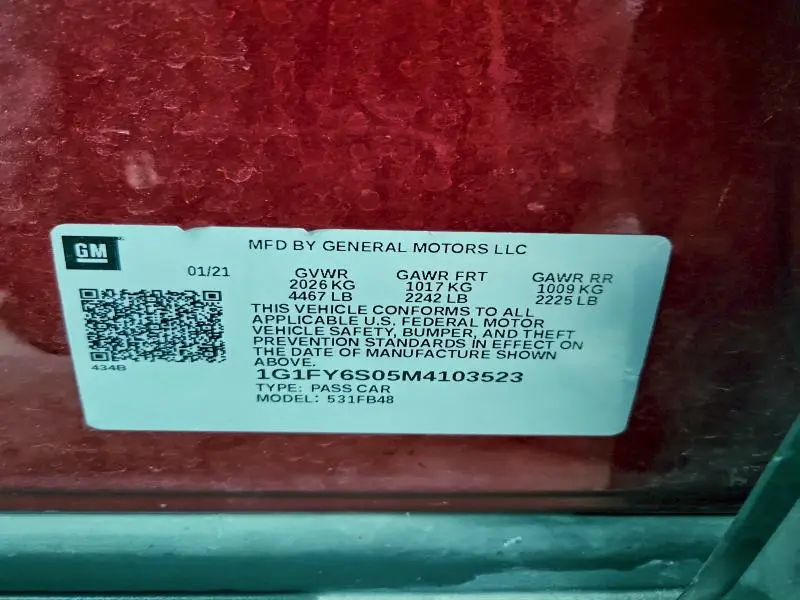 GM
MFD BY GENERAL MOTORS LLC
01/21
GVWR GAWR FRT GAWR RR
2026 KG 1017 KG 1009 KG
4467 LB 2242 LB 2225 LB
THIS VEHICLE CONFORMS TO ALL
APPLICABLE U.S. FEDERAL MOTOR
VEHICLE SAFETY, BUMPER, AND THEFT
PREVENTION STANDARDS IN EFFECT ON
THE DATE OF MANUFACTURE SHOWN
ABOVE.
434B
1G1FY6S05M4103523
TYPE: PASS CAR
MODEL: 531FB48